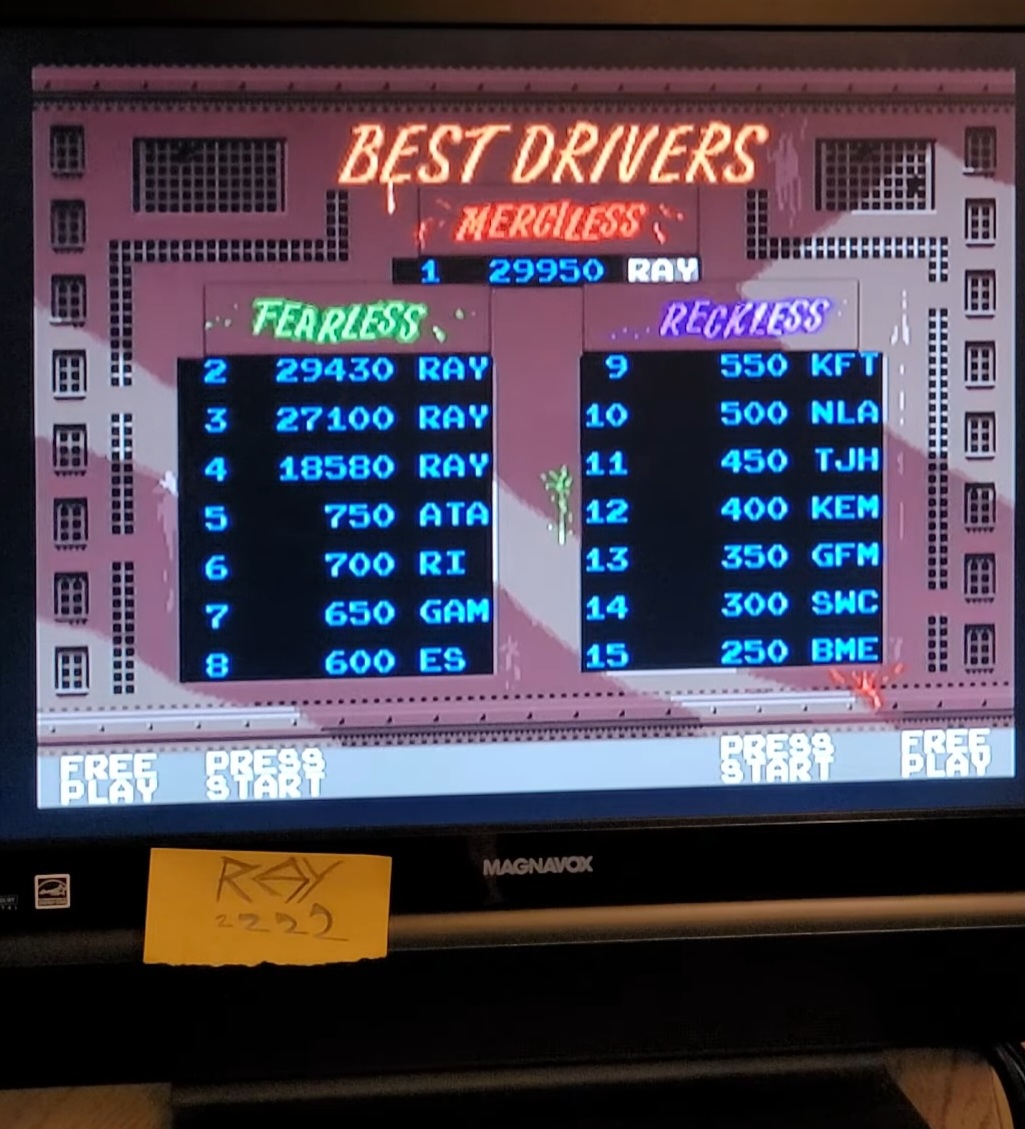 BEST DRIVERS
MERCILESS
1 29950 RAY
FEARLESS
2 29430 RAY
3 27100 RAY
4 18580 RAY
5 750 ATA
6 700 RI
7 650 GAM
8 600 ES
RECKLESS
9 550 KFT
10 500 NLA
11 450 TJH
12 400 KEM
13 350 GFM
14 300 SWC
15 250 BME
FREE PLAY
PRESS START
PRESS START
FREE PLAY
MAGNAVOX
RAY
2222